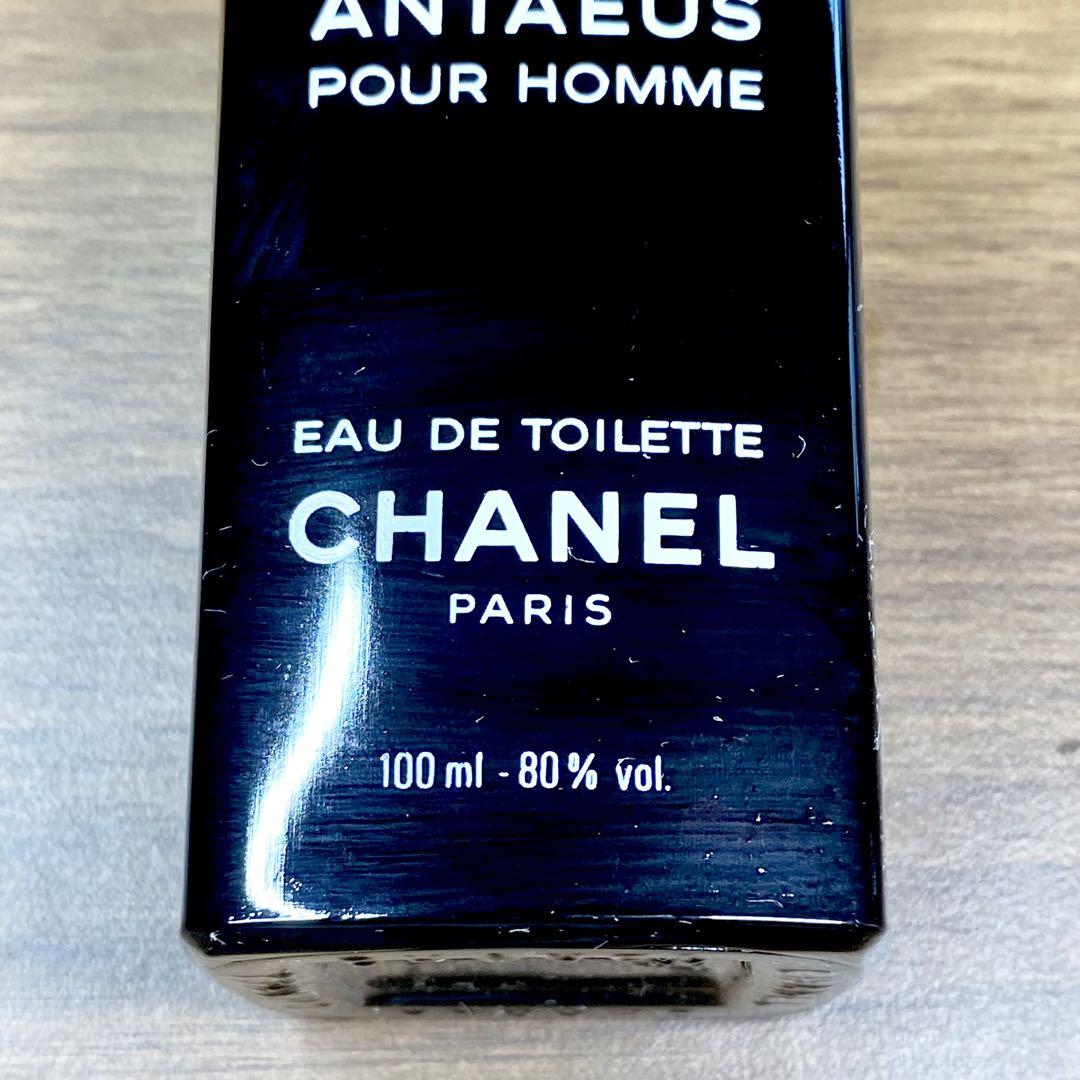 ANTAEUS
POUR HOMME
EAU DE TOILETTE
CHANEL
PARIS
100 ml - 80% vol.